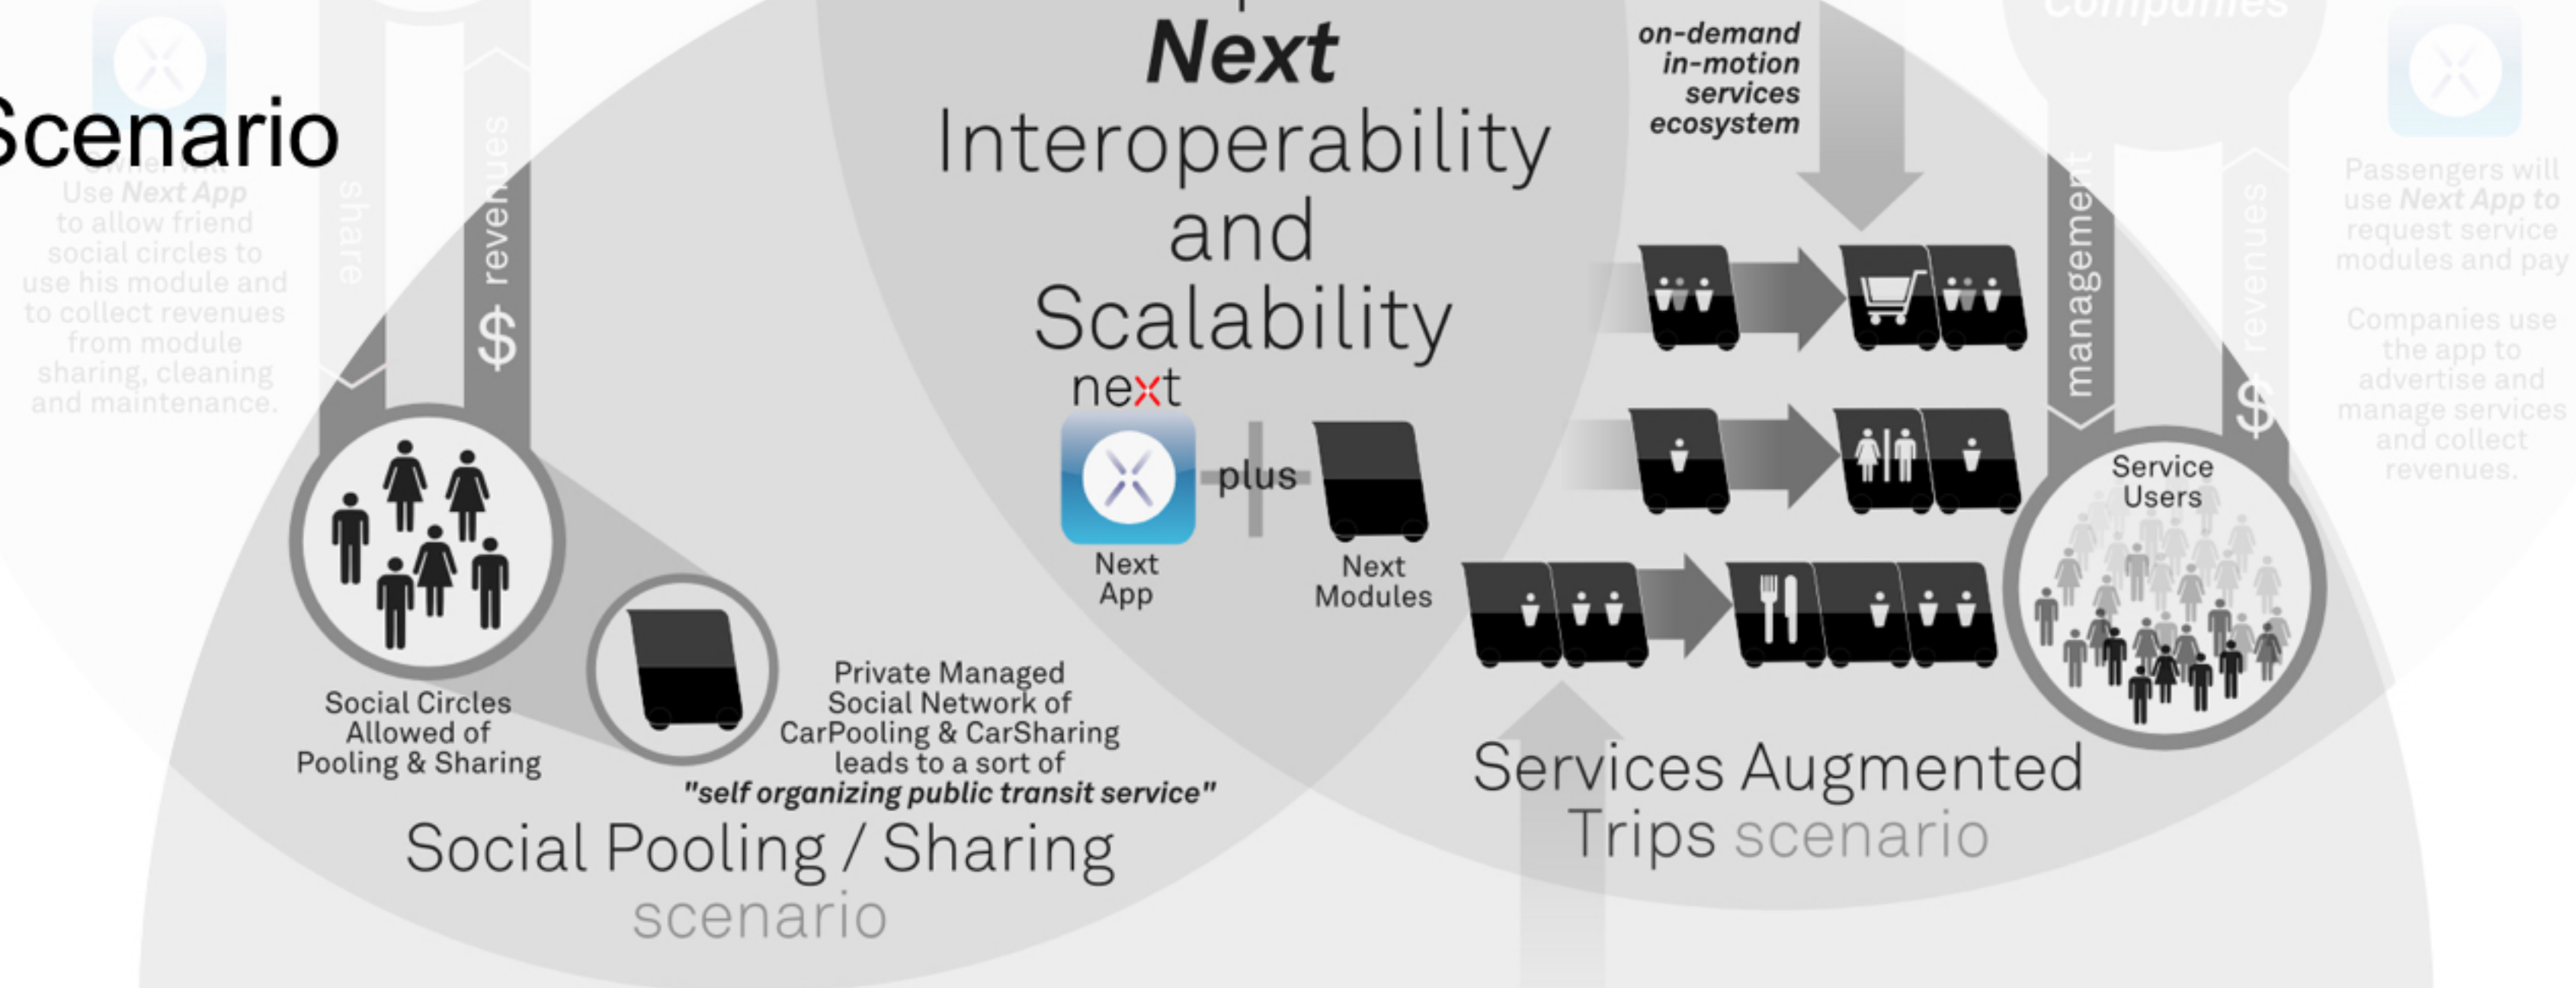 Scenario
Owner will
Use Next App
to allow friend
social circles to
use his module and
to collect revenues
from module
sharing, cleaning
and maintenance.
share
$ revenues
Social Circles
Allowed of
Pooling & Sharing
Private Managed
Social Network of
CarPooling & CarSharing
leads to a sort of
"self organizing public transit service"
Social Pooling / Sharing
scenario
Next
Interoperability
and
Scalability
next
plus
Next
App
Next
Modules
on-demand
in-motion
services
ecosystem
Services Augmented
Trips scenario
Companies
management
$ revenues
Service
Users
Passengers will
use Next App to
request service
modules and pay
Companies use
the app to
advertise and
manage services
and collect
revenues.